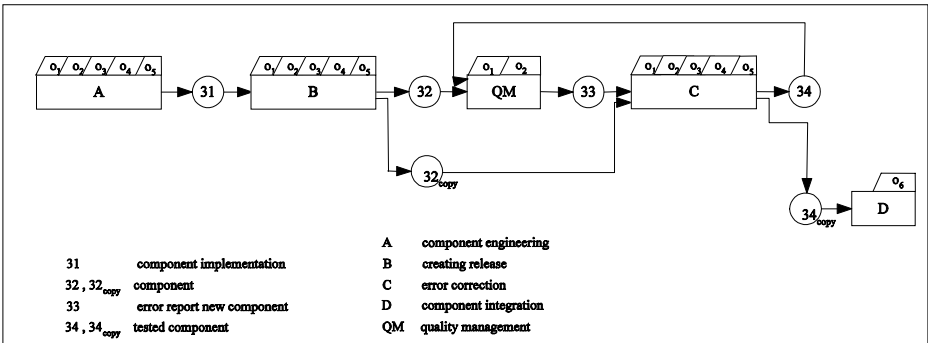 o1 o2 o3 o4 o5
A
31
o1 o2 o3 o4 o5
B
32
o1 o2
QM
33
o1 o2 o3 o4 o5
C
34
32copy
34copy
o6
D
31 component implementation
32 , 32copy component
33 error report new component
34 , 34copy tested component
A component engineering
B creating release
C error correction
D component integration
QM quality management